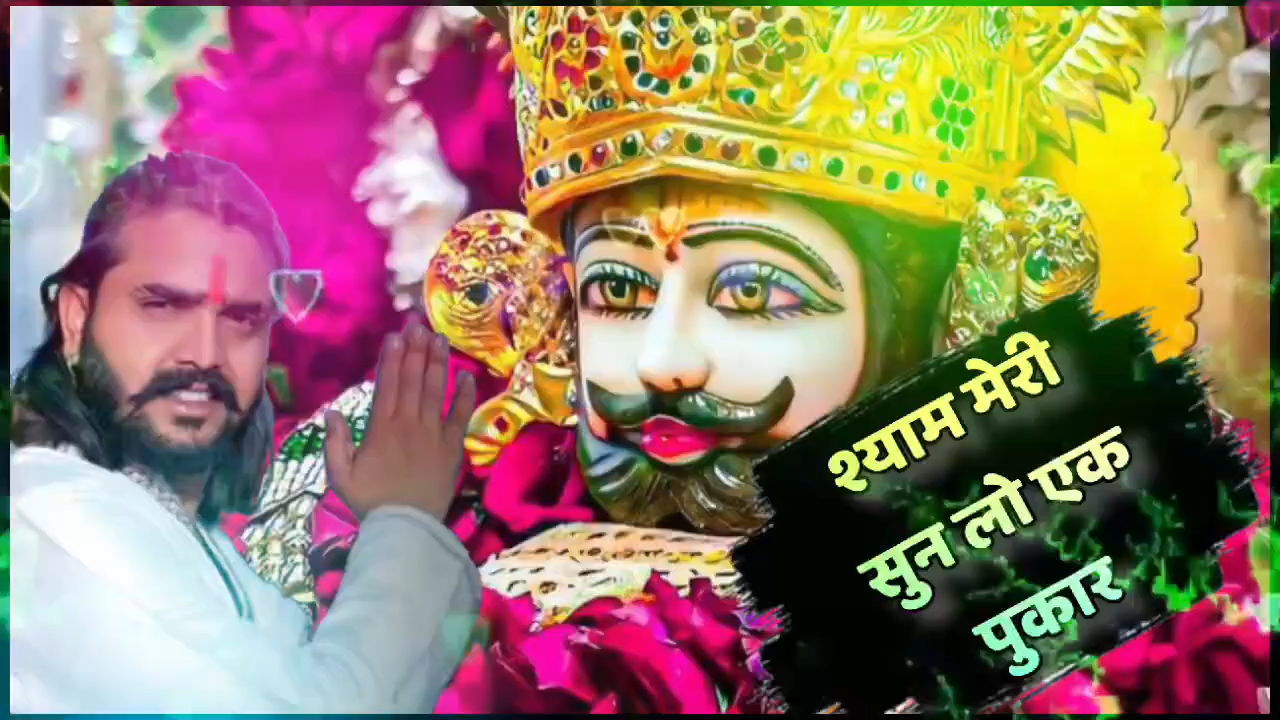 श्याम मेरी
सुन लो एक
पुकार